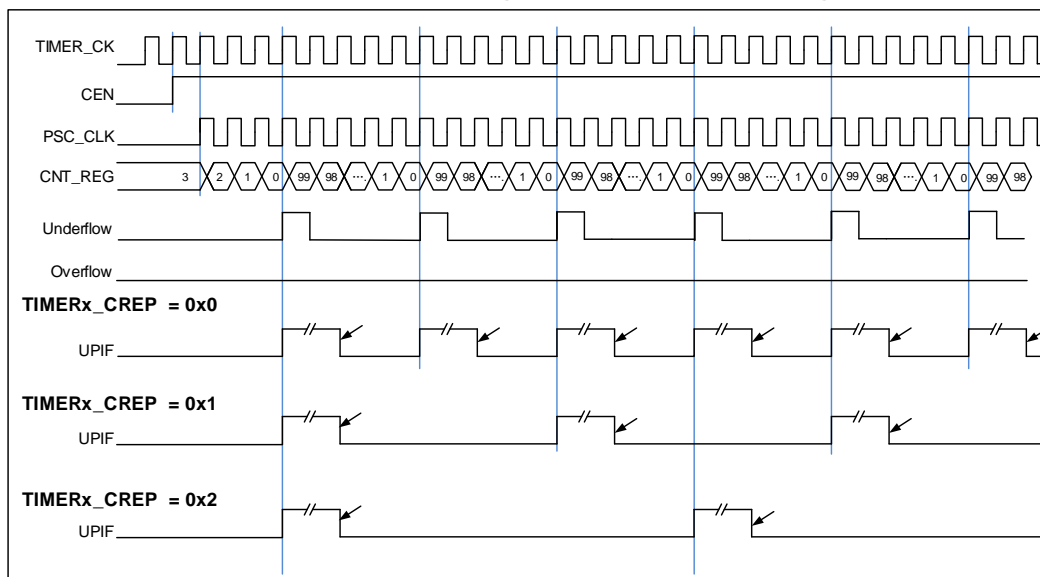 TIMER_CK
CEN
PSC_CLK
CNT_REG 3 2 1 0 99 98 ... 1 0 99 98 ... 1 0 99 98 ... 1 0 99 98 ... 1 0 99 98 ... 1 0 99 98
Underflow
Overflow
TIMERx_CREP = 0x0
UPIF
TIMERx_CREP = 0x1
UPIF
TIMERx_CREP = 0x2
UPIF